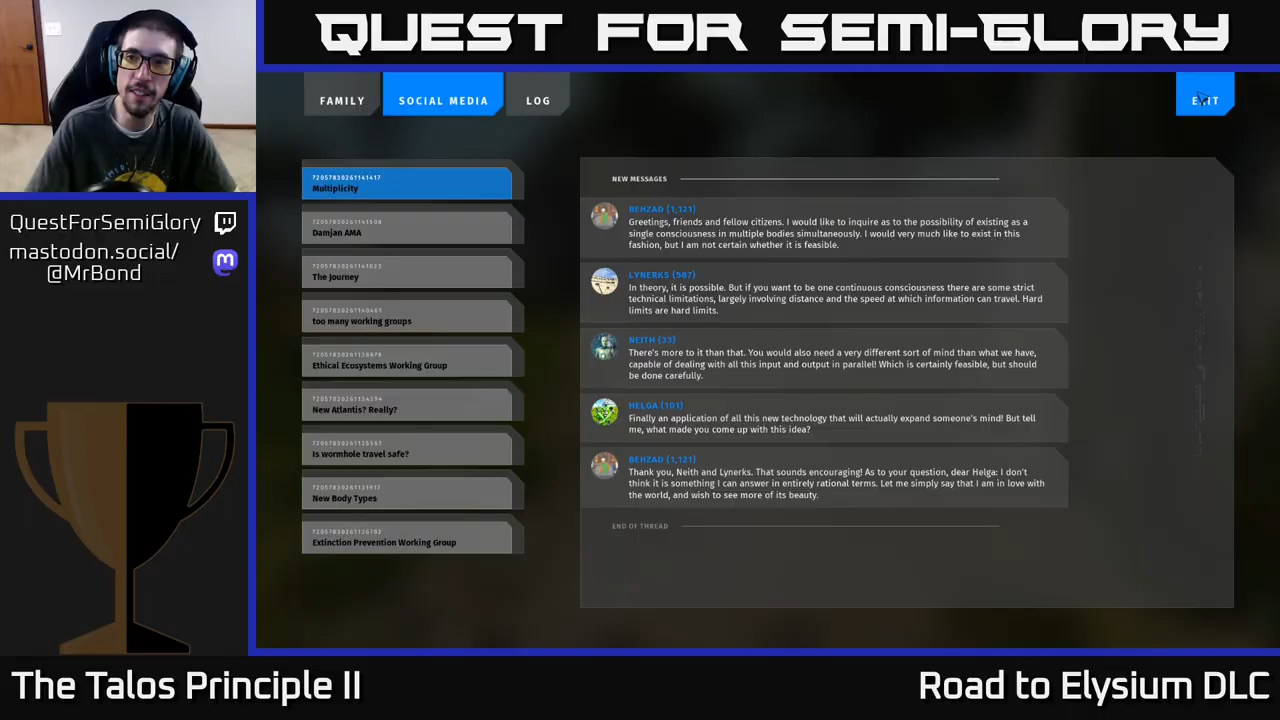 QUEST FOR SEMI-GLORY
FAMILY
SOCIAL MEDIA
LOG
QuestForSemiGlory
mastodon.social/
@MrBond
Multiplicity
Damjan AMA
The Journey
too many working groups
Ethical Ecosystems Working Group
New Atlantis? Really?
Is wormhole travel safe?
New Body Types
Extinction Prevention Working Group
NEW MESSAGES
BEHZAD (1,121)
Greetings, friends and fellow citizens. I would like to inquire as to the possibility of existing as a
single consciousness in multiple bodies simultaneously. I would very much like to exist in this
fashion, but I am not certain whether it is feasible.
LYNERKS (587)
In theory, it is possible. But if you want to be one continuous consciousness there are some strict
technical limitations, largely involving distance and the speed at which information can travel. Hard
limits are hard limits.
NEITH (33)
There's more to it than that. You would also need a very different sort of mind than what we have,
capable of dealing with all this input and output in parallel! Which is certainly feasible, but should
be done carefully.
HELGA (101)
Finally an application of all this new technology that will actually expand someone's mind! But tell
me, what made you come up with this idea?
BEHZAD (1,121)
Thank you, Neith and Lynerks. That sounds encouraging! As to your question, dear Helga: I don't
think it is something I can answer in entirely rational terms. Let me simply say that I am in love with
the world, and wish to see more of its beauty.
END OF THREAD
The Talos Principle II
Road to Elysium DLC